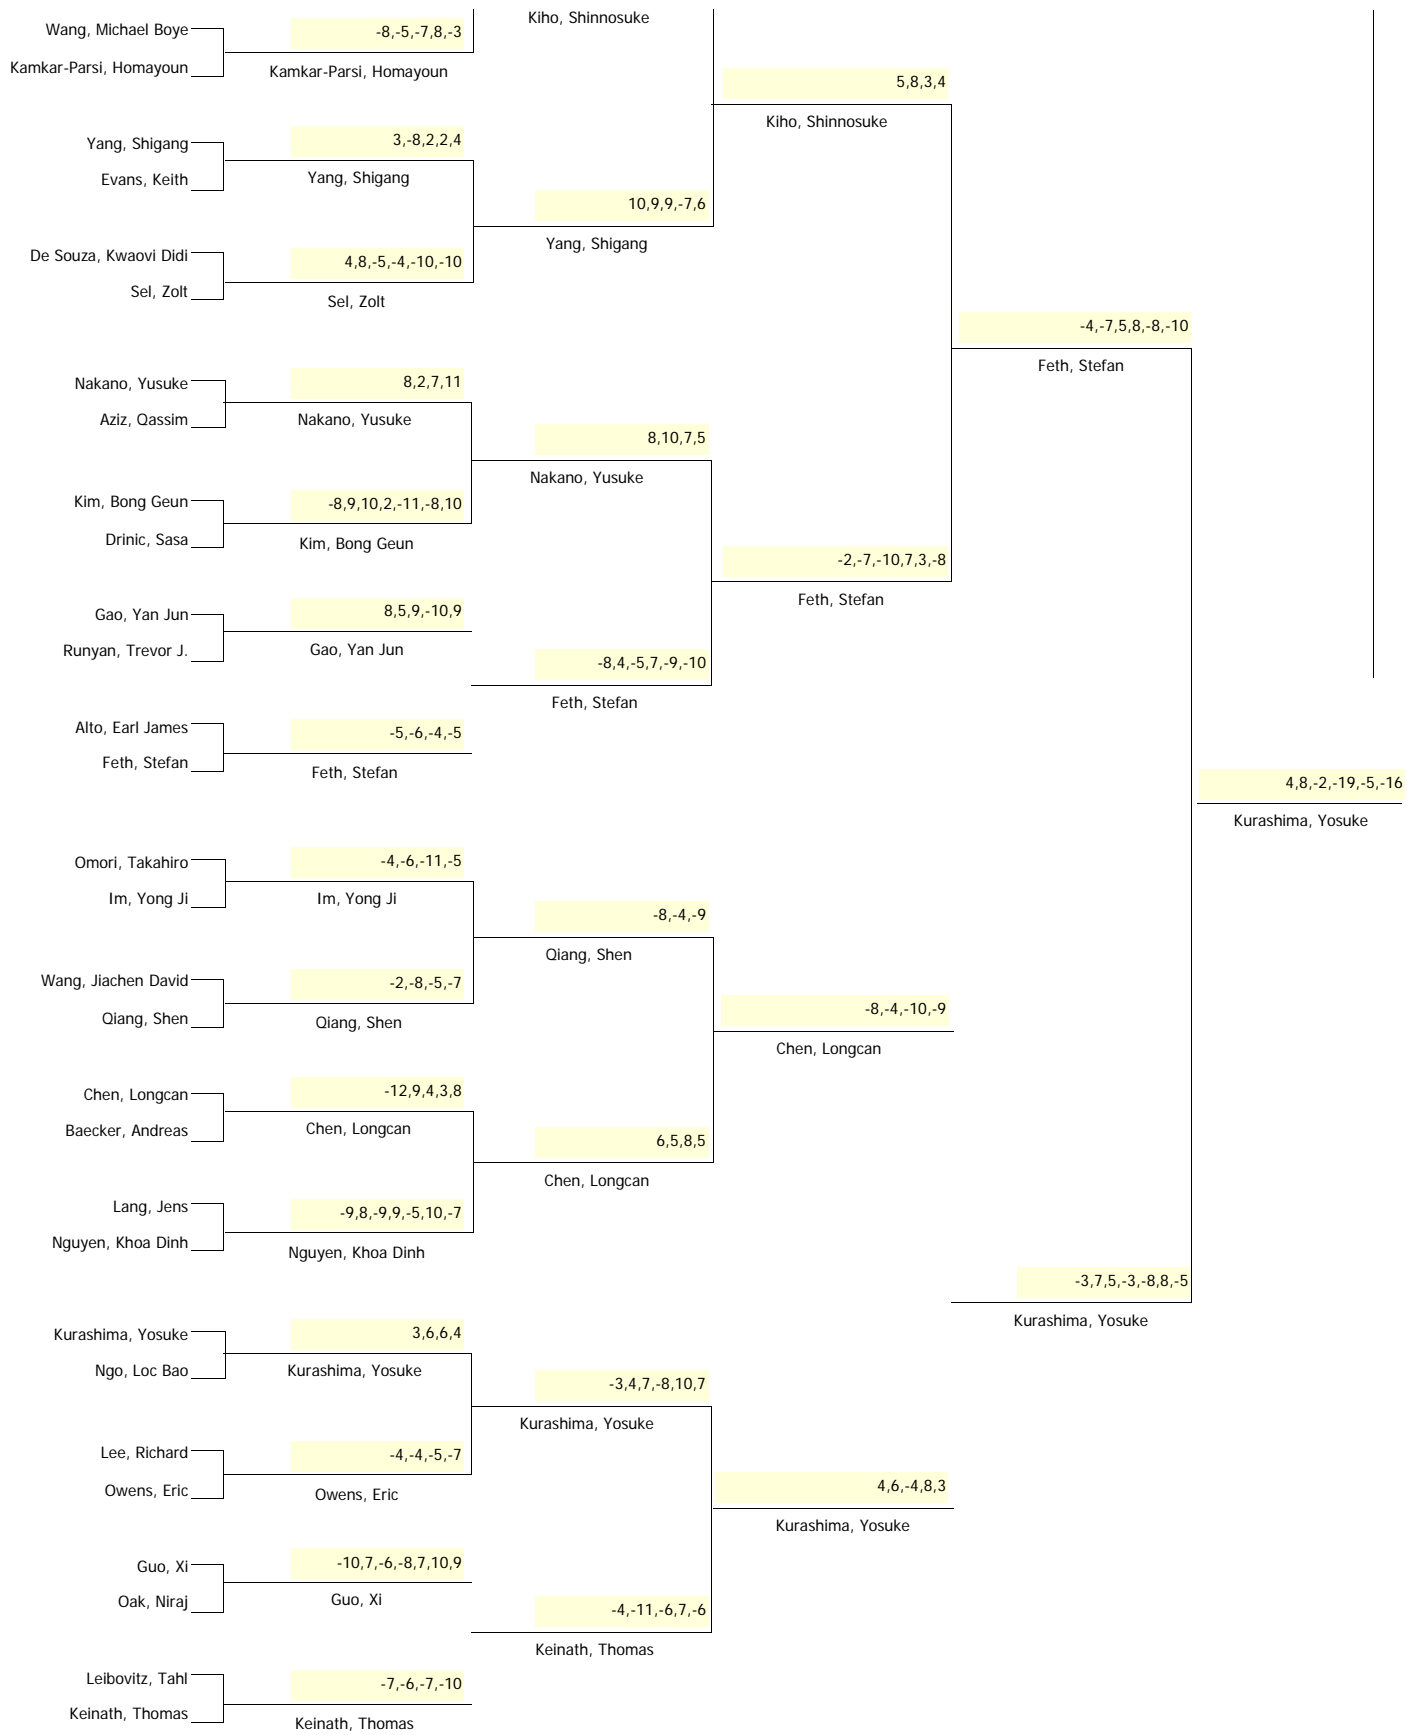 Kiho, Shinnosuke
Wang, Michael Boye
-8,-5,-7,8,-3
Kamkar-Parsi, Homayoun
Kamkar-Parsi, Homayoun
5,8,3,4
Kiho, Shinnosuke
Yang, Shigang
3,-8,2,2,4
Evans, Keith
Yang, Shigang
10,9,9,-7,6
Yang, Shigang
De Souza, Kwaovi Didi
4,8,-5,-4,-10,-10
Sel, Zolt
Sel, Zolt
-4,-7,5,8,-8,-10
Feth, Stefan
Nakano, Yusuke
8,2,7,11
Aziz, Qassim
Nakano, Yusuke
8,10,7,5
Nakano, Yusuke
Kim, Bong Geun
-8,9,10,2,-11,-8,10
Drinic, Sasa
Kim, Bong Geun
-2,-7,-10,7,3,-8
Feth, Stefan
Gao, Yan Jun
8,5,9,-10,9
Runyan, Trevor J.
Gao, Yan Jun
-8,4,-5,7,-9,-10
Feth, Stefan
Alto, Earl James
-5,-6,-4,-5
Feth, Stefan
Feth, Stefan
4,8,-2,-19,-5,-16
Kurashima, Yosuke
Omori, Takahiro
-4,-6,-11,-5
Im, Yong Ji
Im, Yong Ji
-8,-4,-9
Qiang, Shen
Wang, Jiachen David
-2,-8,-5,-7
Qiang, Shen
Qiang, Shen
-8,-4,-10,-9
Chen, Longcan
Chen, Longcan
-12,9,4,3,8
Baecker, Andreas
Chen, Longcan
6,5,8,5
Chen, Longcan
Lang, Jens
-9,8,-9,9,-5,10,-7
Nguyen, Khoa Dinh
Nguyen, Khoa Dinh
-3,7,5,-3,-8,8,-5
Kurashima, Yosuke
Kurashima, Yosuke
3,6,6,4
Ngo, Loc Bao
Kurashima, Yosuke
-3,4,7,-8,10,7
Kurashima, Yosuke
Lee, Richard
-4,-4,-5,-7
Owens, Eric
Owens, Eric
4,6,-4,8,3
Kurashima, Yosuke
Guo, Xi
-10,7,-6,-8,7,10,9
Oak, Niraj
Guo, Xi
-4,-11,-6,7,-6
Keinath, Thomas
Leibovitz, Tahl
-7,-6,-7,-10
Keinath, Thomas
Keinath, Thomas